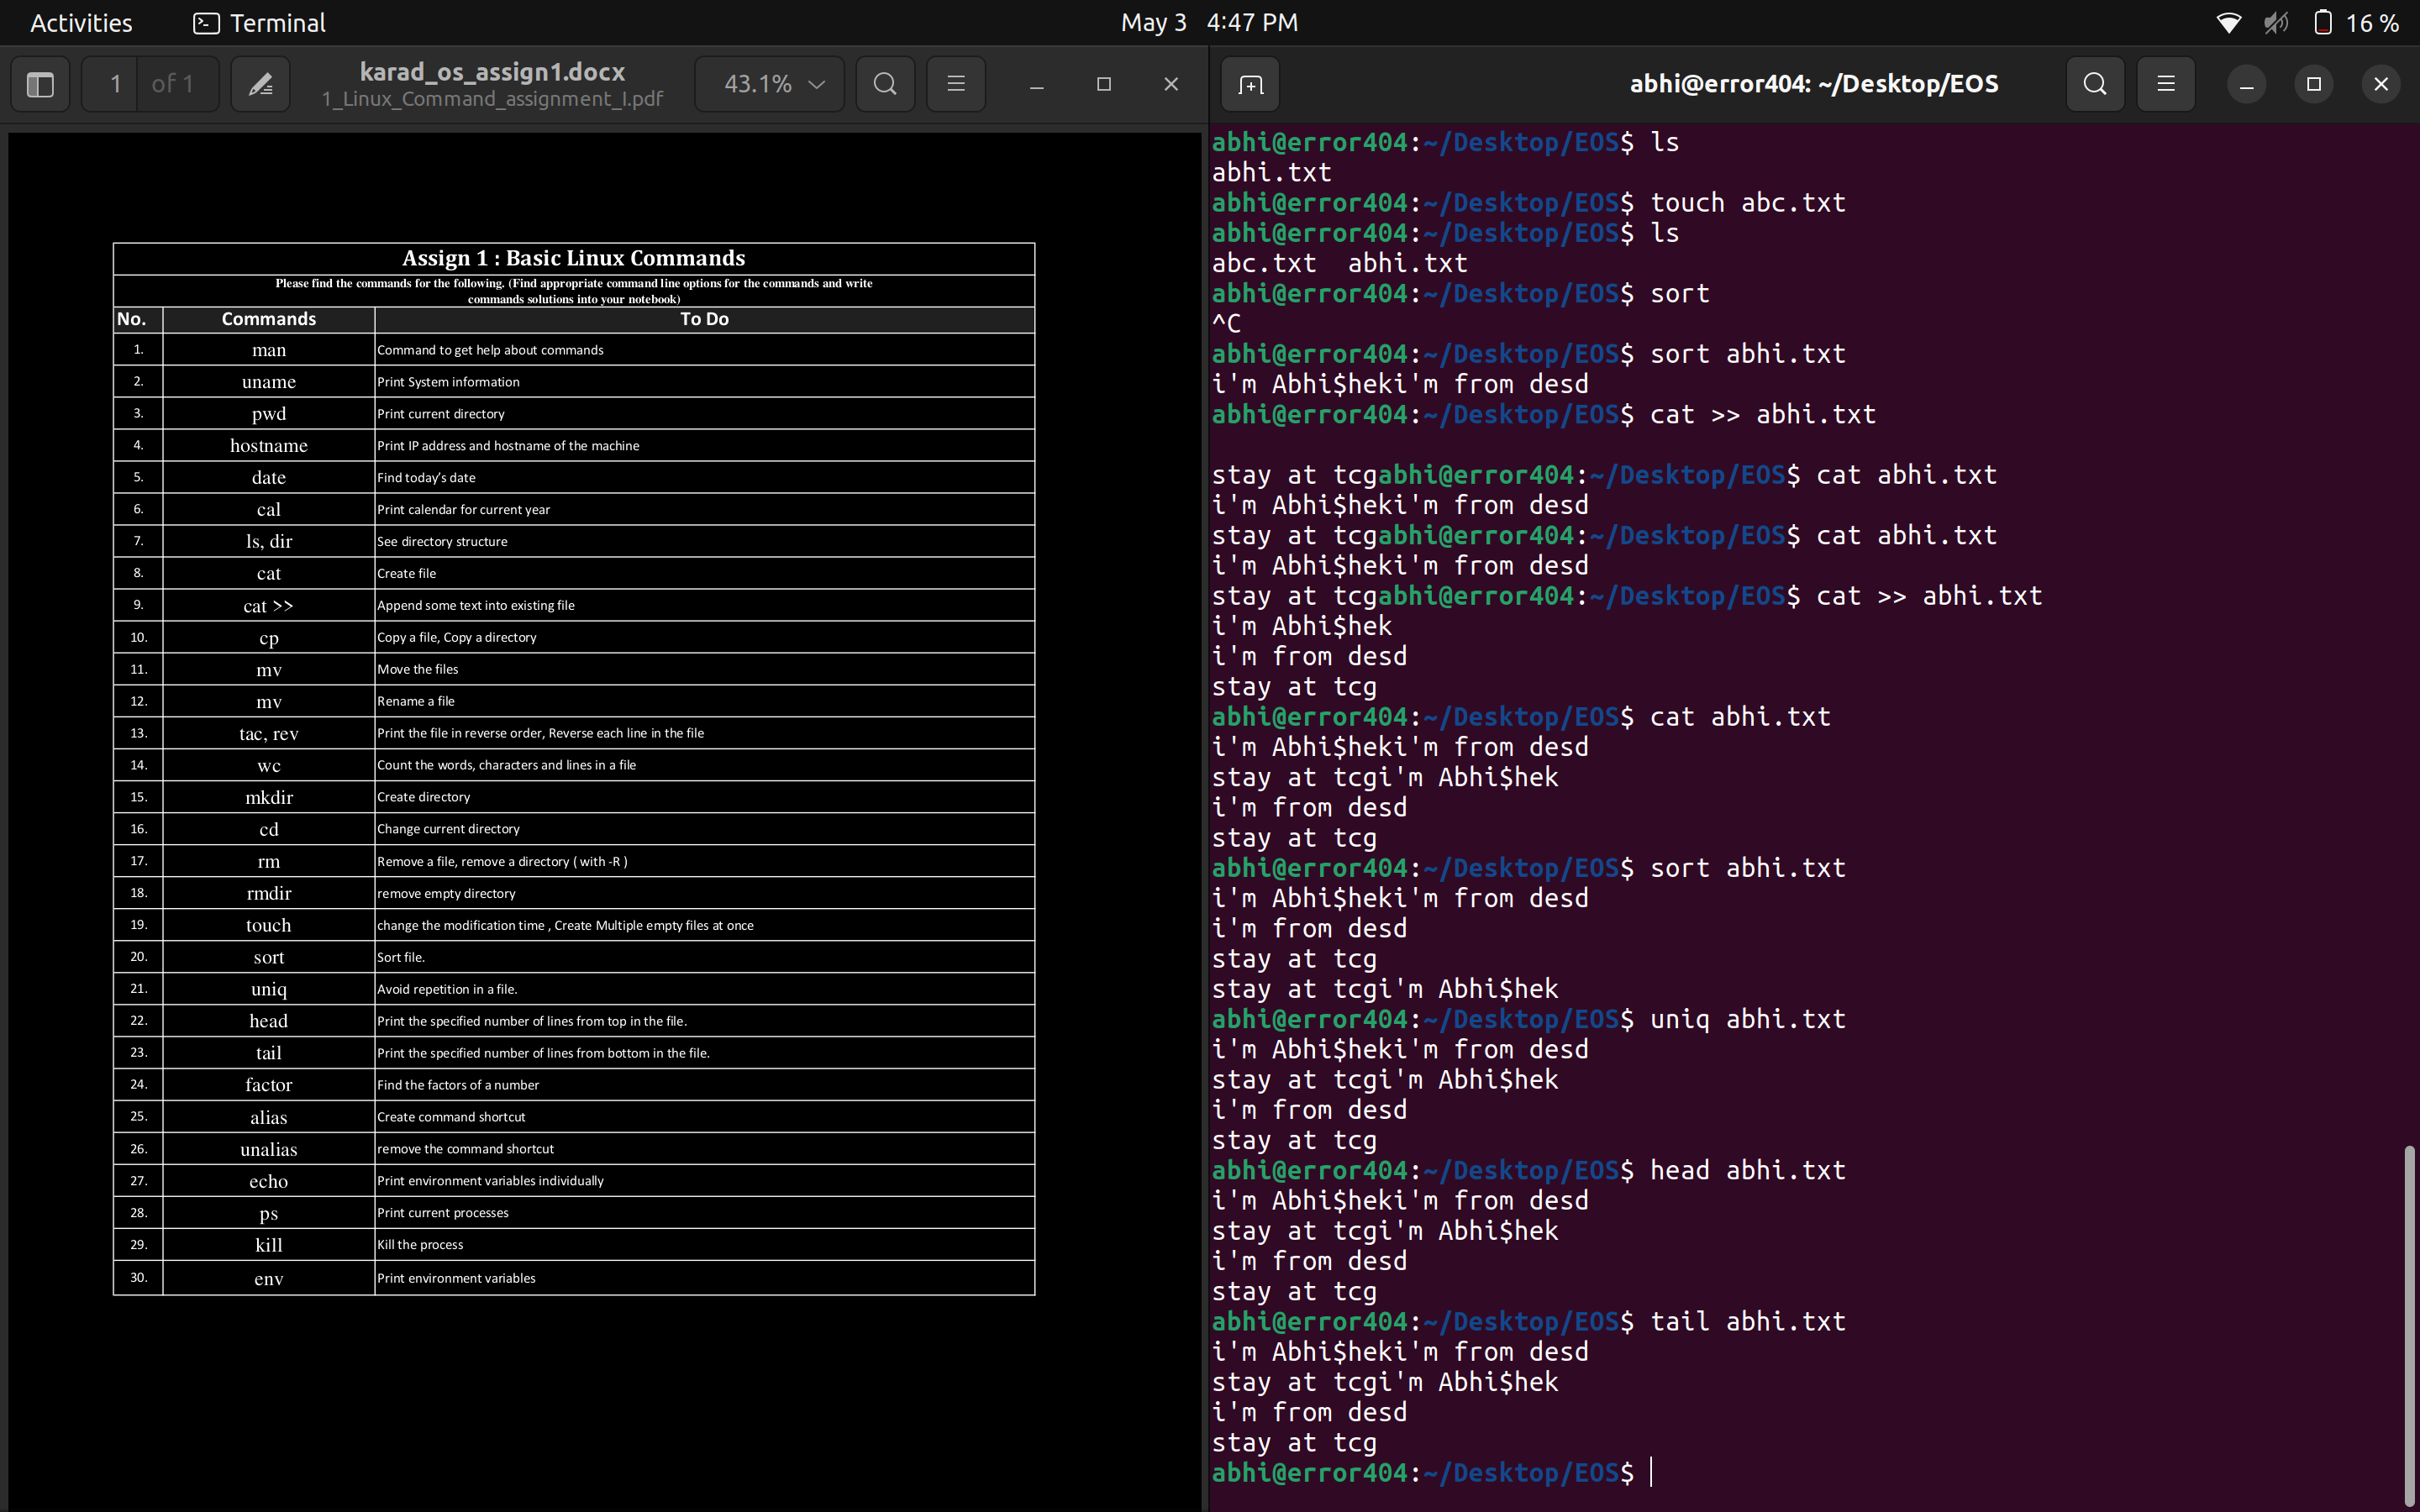 Activities Terminal May 3 4:47 PM 16 %
1 of 1 karad_os_assign1.docx 43.1%
1_Linux_Command_assignment_I.pdf
Assign 1 : Basic Linux Commands
Please find the commands for the following. (Find appropriate command line options for the commands and write
commands solutions into your notebook)
No. Commands To Do
1. man Command to get help about commands
2. uname Print System information
3. pwd Print current directory
4. hostname Print IP address and hostname of the machine
5. date Find today’s date
6. cal Print calendar for current year
7. ls, dir See directory structure
8. cat Create file
9. cat >> Append some text into existing file
10. cp Copy a file, Copy a directory
11. mv Move the files
12. mv Rename a file
13. tac, rev Print the file in reverse order, Reverse each line in the file
14. wc Count the words, characters and lines in a file
15. mkdir Create directory
16. cd Change current directory
17. rm Remove a file, remove a directory ( with -R )
18. rmdir remove empty directory
19. touch change the modification time , Create Multiple empty files at once
20. sort Sort file.
21. uniq Avoid repetition in a file.
22. head Print the specified number of lines from top in the file.
23. tail Print the specified number of lines from bottom in the file.
24. factor Find the factors of a number
25. alias Create command shortcut
26. unalias remove the command shortcut
27. echo Print environment variables individually
28. ps Print current processes
29. kill Kill the process
30. env Print environment variables
abhi@error404: ~/Desktop/EOS
abhi@error404:~/Desktop/EOS$ ls
abhi.txt
abhi@error404:~/Desktop/EOS$ touch abc.txt
abhi@error404:~/Desktop/EOS$ ls
abc.txt  abhi.txt
abhi@error404:~/Desktop/EOS$ sort
^C
abhi@error404:~/Desktop/EOS$ sort abhi.txt
i'm Abhi$heki'm from desd
abhi@error404:~/Desktop/EOS$ cat >> abhi.txt

stay at tcgabhi@error404:~/Desktop/EOS$ cat abhi.txt
i'm Abhi$heki'm from desd
stay at tcgabhi@error404:~/Desktop/EOS$ cat abhi.txt
i'm Abhi$heki'm from desd
stay at tcgabhi@error404:~/Desktop/EOS$ cat >> abhi.txt
i'm Abhi$hek
i'm from desd
stay at tcg
abhi@error404:~/Desktop/EOS$ cat abhi.txt
i'm Abhi$heki'm from desd
stay at tcgi'm Abhi$hek
i'm from desd
stay at tcg
abhi@error404:~/Desktop/EOS$ sort abhi.txt
i'm Abhi$heki'm from desd
i'm from desd
stay at tcg
stay at tcgi'm Abhi$hek
abhi@error404:~/Desktop/EOS$ uniq abhi.txt
i'm Abhi$heki'm from desd
stay at tcgi'm Abhi$hek
i'm from desd
stay at tcg
abhi@error404:~/Desktop/EOS$ head abhi.txt
i'm Abhi$heki'm from desd
stay at tcgi'm Abhi$hek
i'm from desd
stay at tcg
abhi@error404:~/Desktop/EOS$ tail abhi.txt
i'm Abhi$heki'm from desd
stay at tcgi'm Abhi$hek
i'm from desd
stay at tcg
abhi@error404:~/Desktop/EOS$